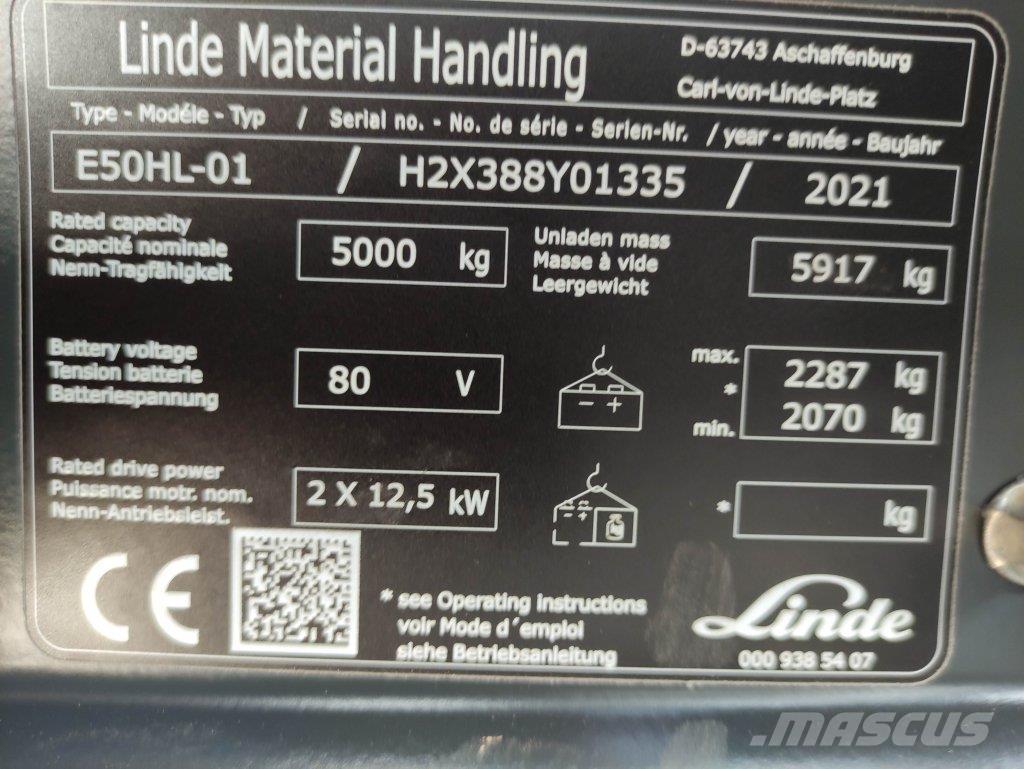 Linde Material Handling
D-63743 Aschaffenburg
Carl-von-Linde-Platz
Type - Modéle - Typ / Serial no. - No. de série - Serien-Nr. / year - année - Baujahr
E50HL-01 / H2X388Y01335 / 2021
Rated capacity
Capacité nominale
Nenn-Tragfähigkeit
5000 kg
Unladen mass
Masse à vide
Leergewicht
5917 kg
Battery voltage
Tension batterie
Batteriespannung
80 V
- +
max. 2287 kg
*
min. 2070 kg
Rated drive power
Puissance motr. nom.
Nenn-Antriebsleist.
2 X 12,5 kW
- +
* kg
CE
* see Operating instructions
voir Mode d´emploi
siehe Betriebsanleitung
Linde
000 938 54 07
MASCUS